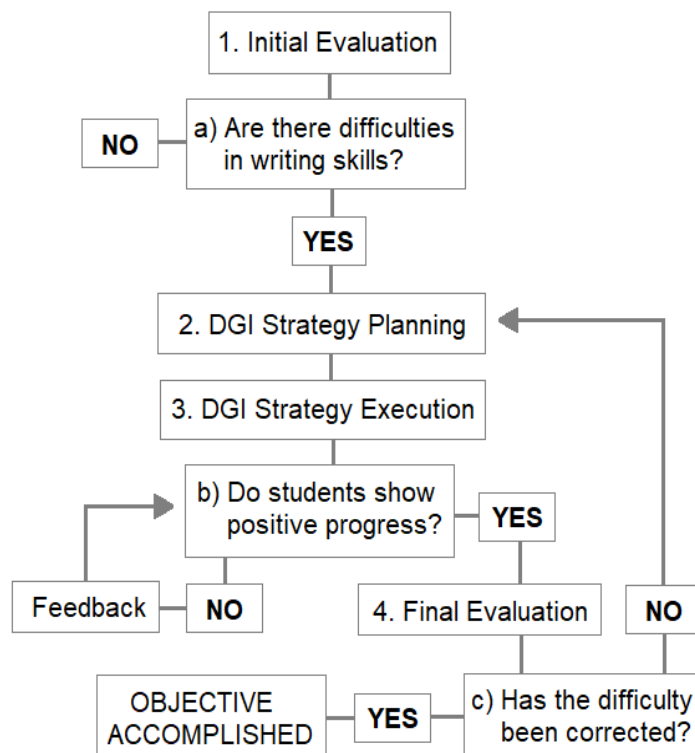 1. Initial Evaluation
a) Are there difficulties
in writing skills?
NO
YES
2. DGI Strategy Planning
3. DGI Strategy Execution
b) Do students show
positive progress?
YES
Feedback
NO
4. Final Evaluation
NO
OBJECTIVE
ACCOMPLISHED
YES
c) Has the difficulty
been corrected?